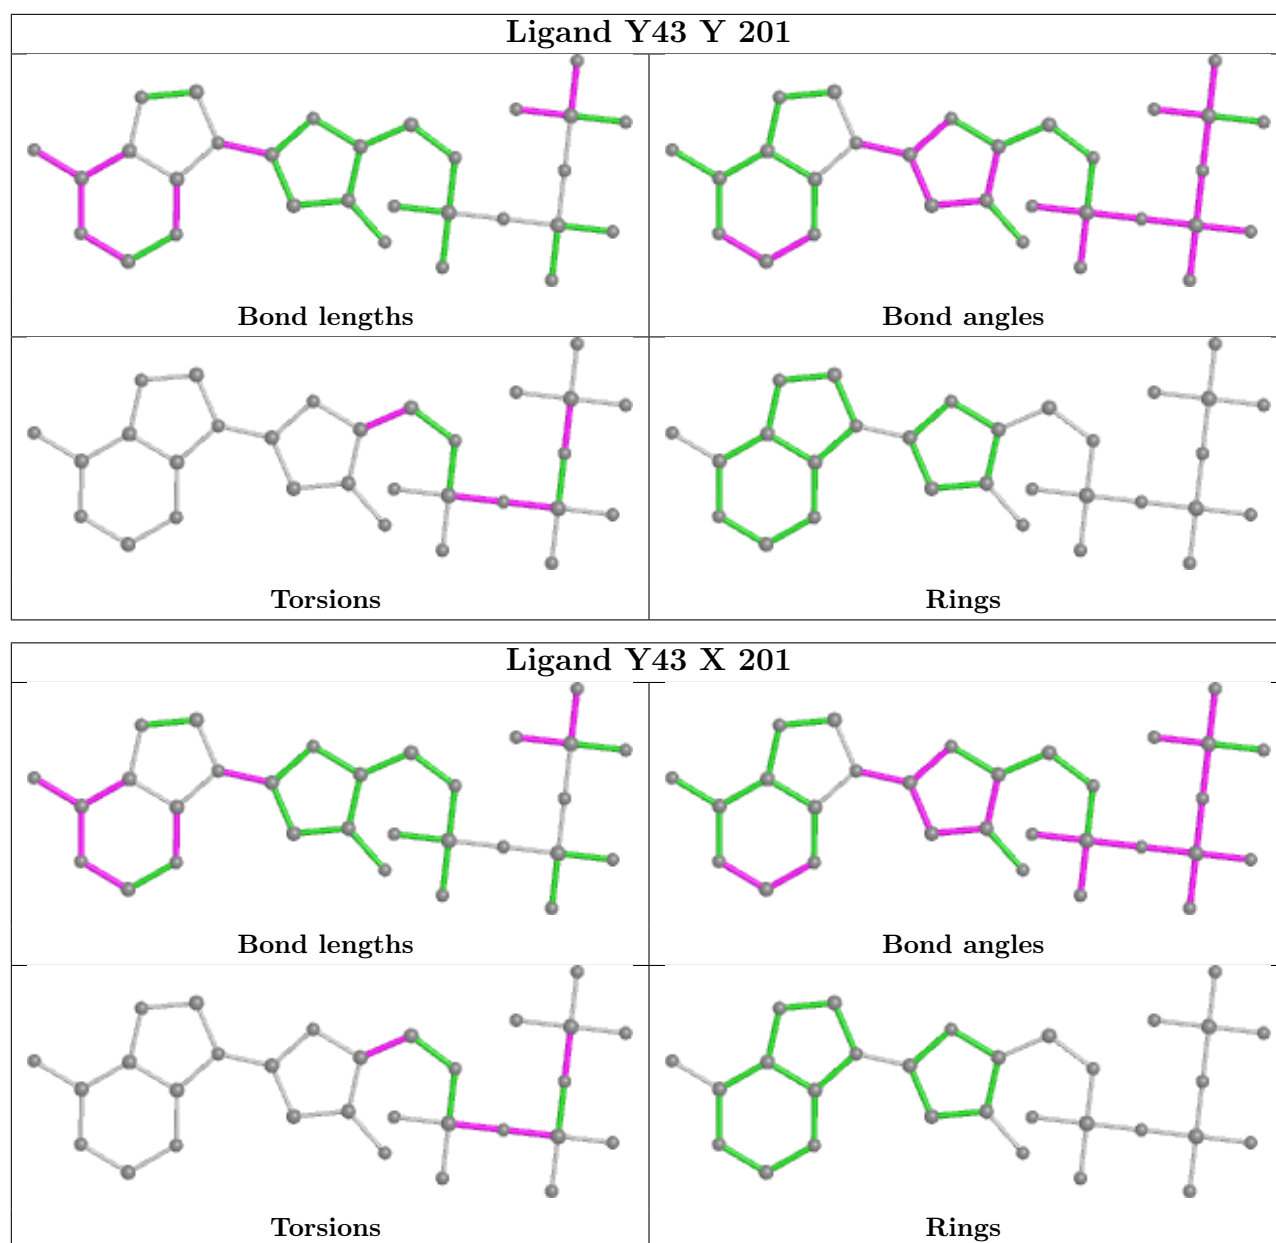 Ligand Y43 Y 201
Bond lengths
Bond angles
Torsions
Rings
Ligand Y43 X 201
Bond lengths
Bond angles
Torsions
Rings